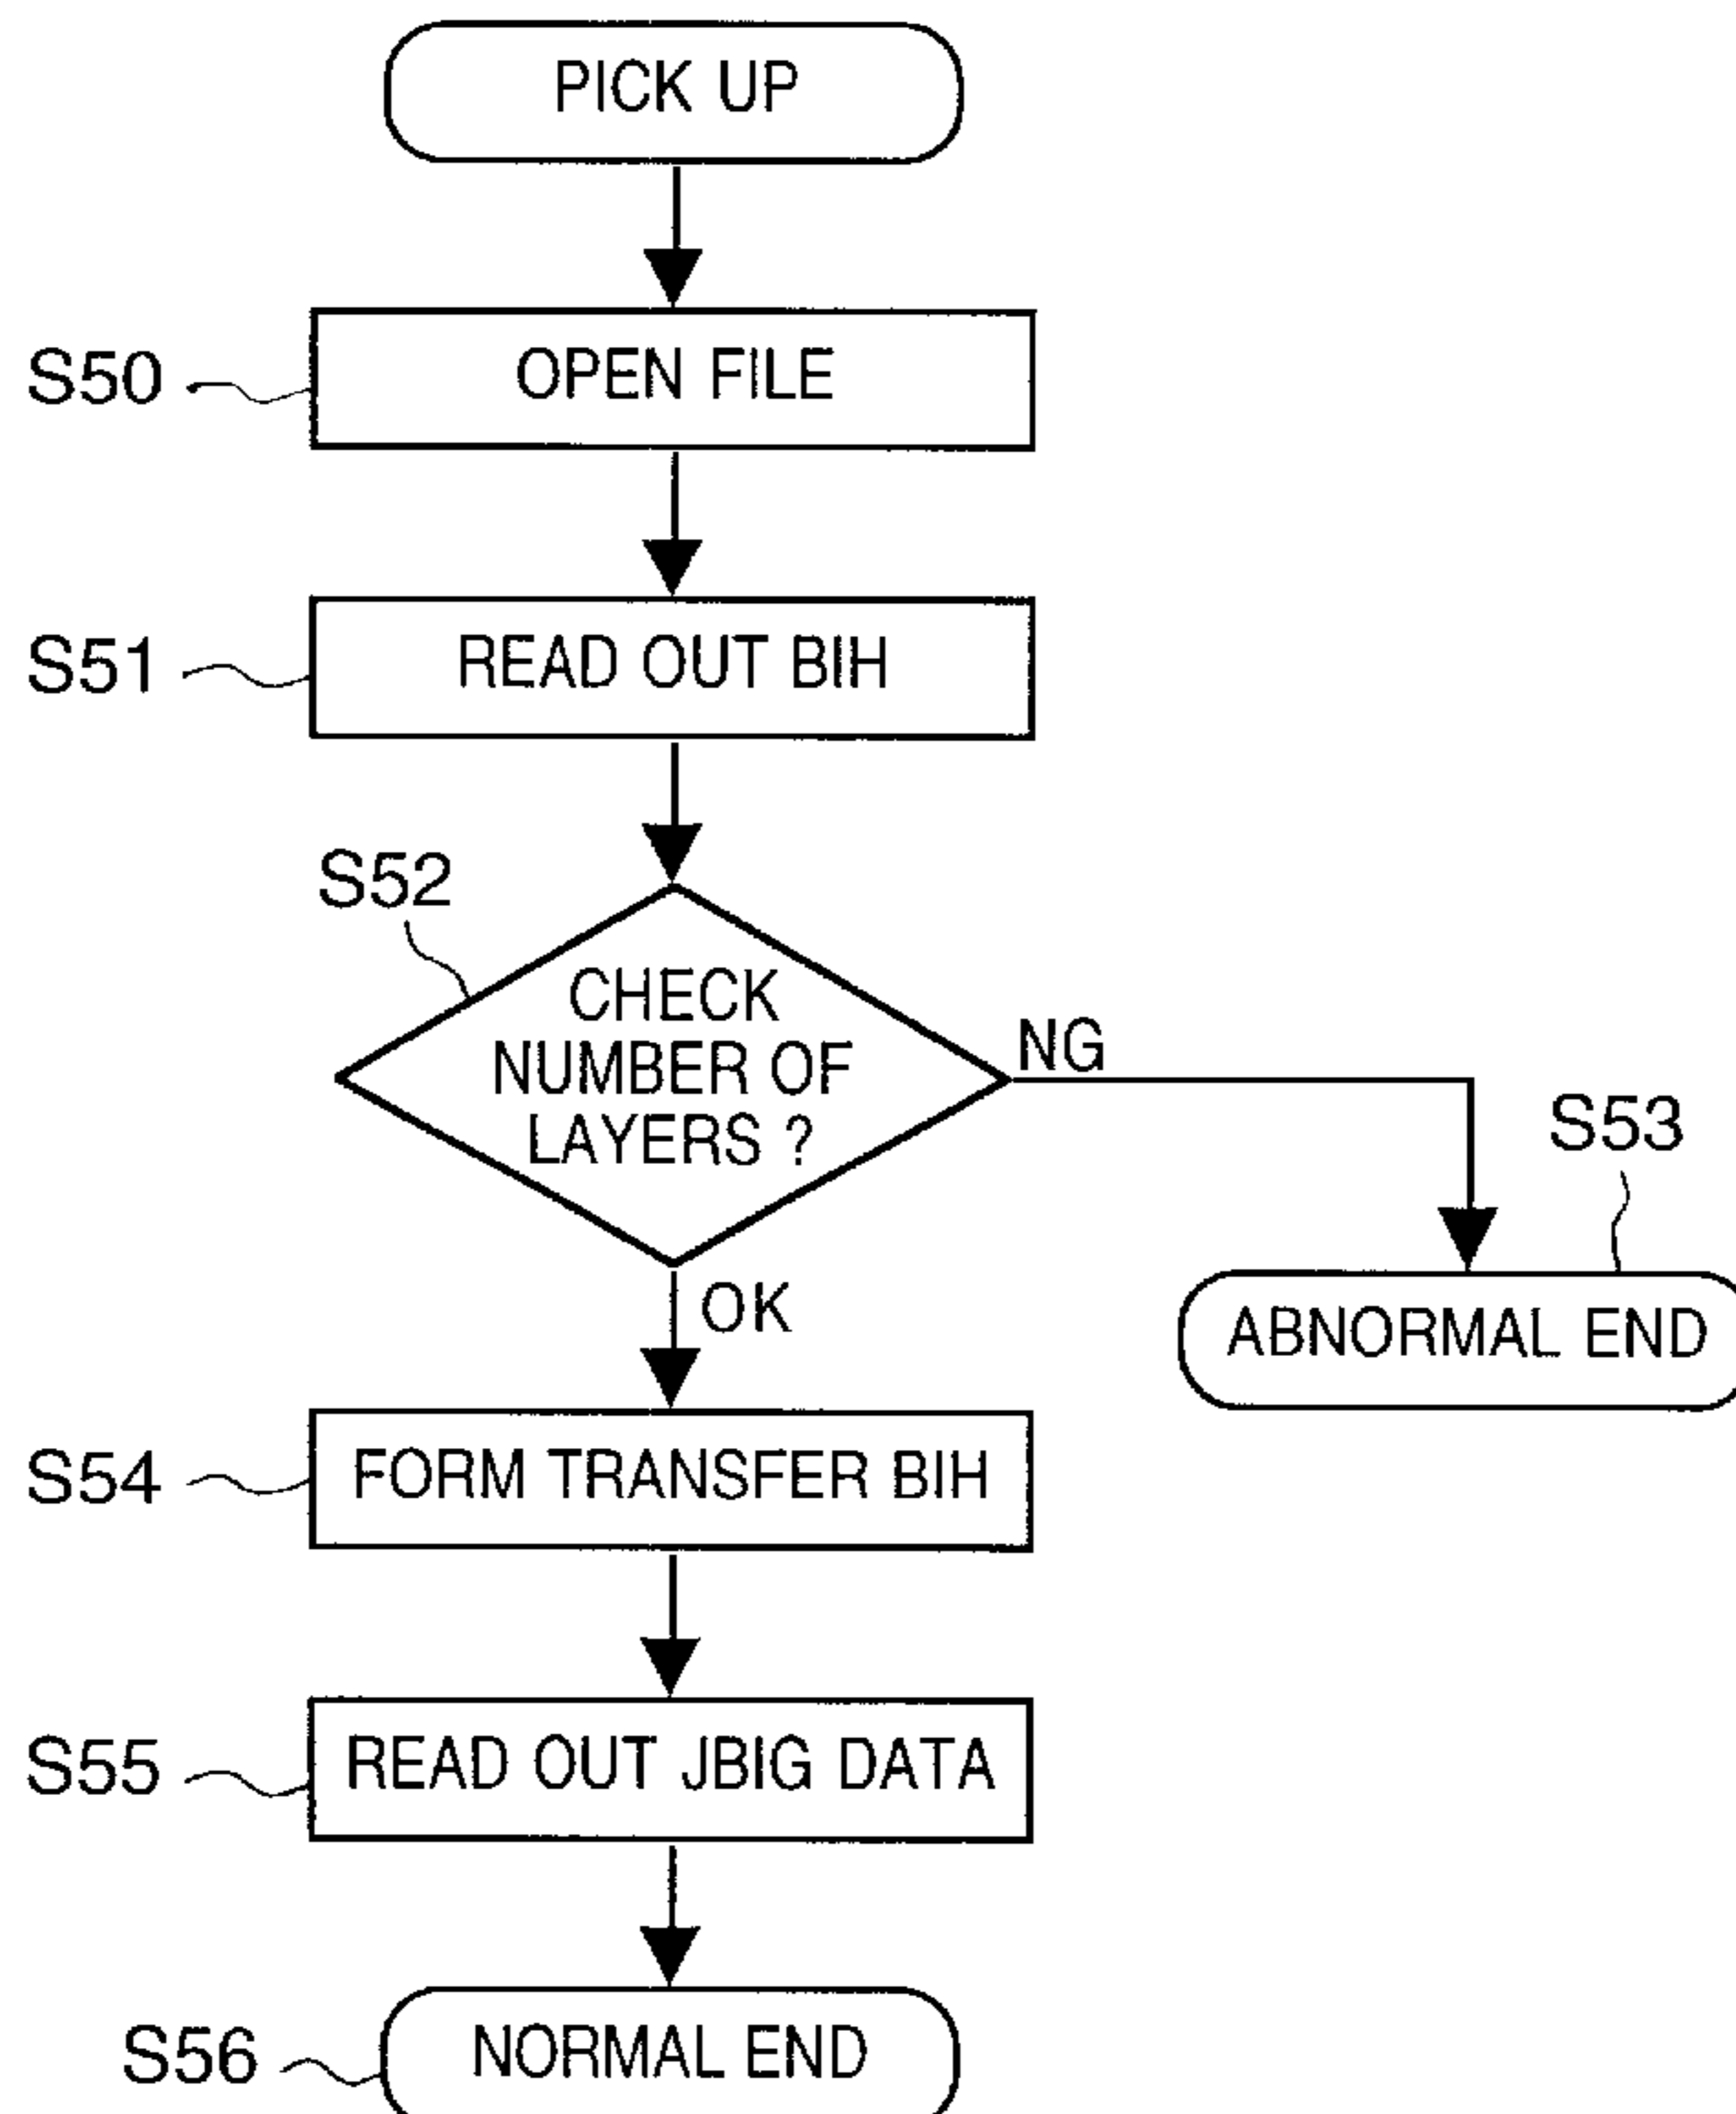 PICK UP
S50
OPEN FILE
S51
READ OUT BIH
S52
CHECK
NUMBER OF
LAYERS ?
NG
S53
ABNORMAL END
OK
S54
FORM TRANSFER BIH
S55
READ OUT JBIG DATA
S56
NORMAL END